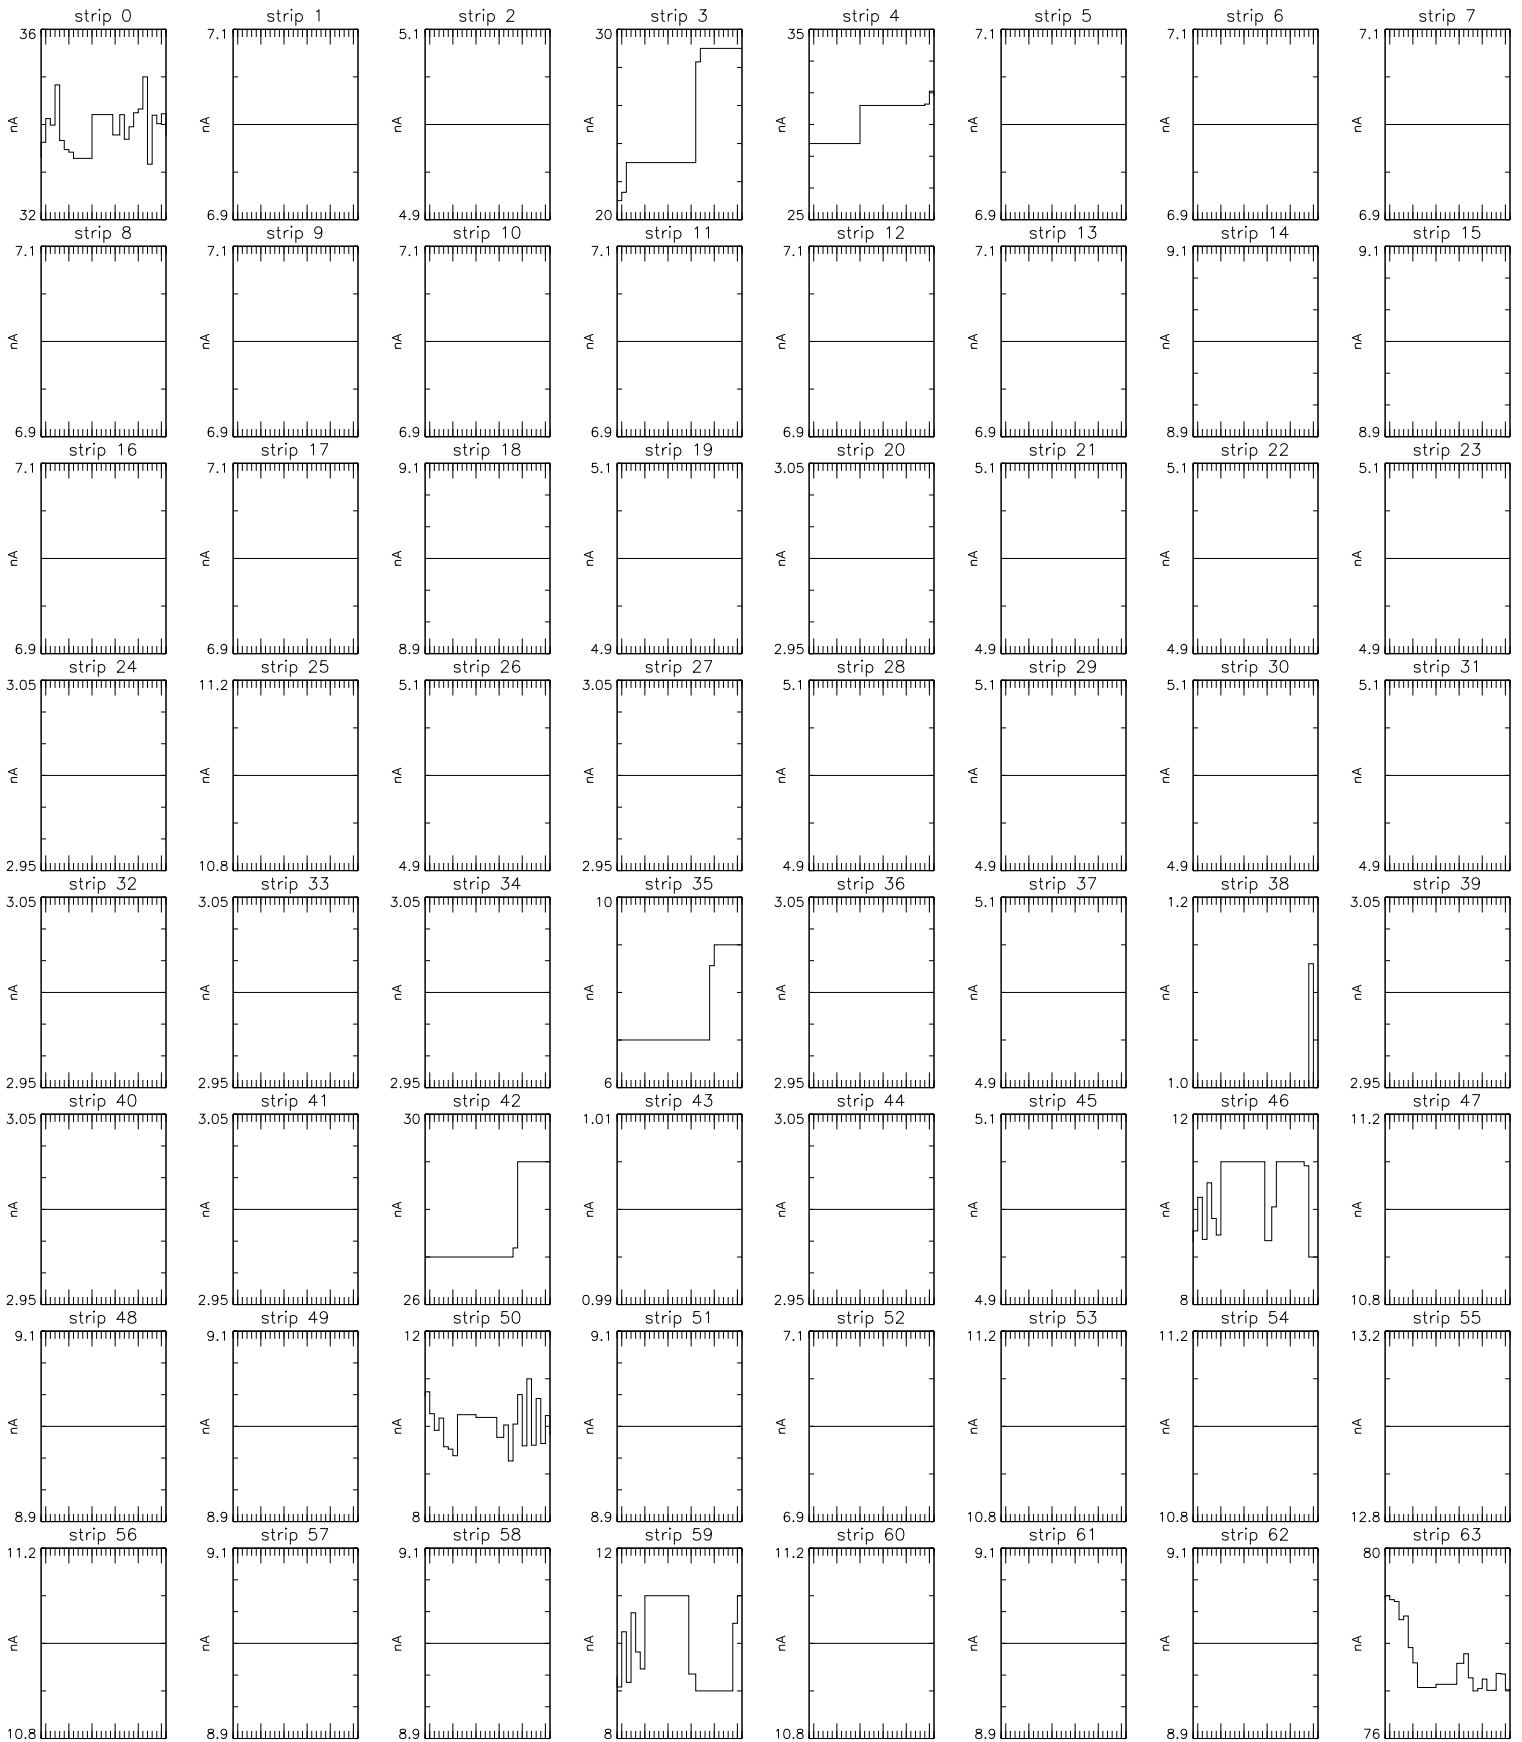 strip 0 strip 1 strip 2 strip 3 strip 4 strip 5 strip 6 strip 7
36 7.1 5.1 30 35 7.1 7.1 7.1
nA nA nA nA nA nA nA nA
32 6.9 4.9 20 25 6.9 6.9 6.9
strip 8 strip 9 strip 10 strip 11 strip 12 strip 13 strip 14 strip 15
7.1 7.1 7.1 7.1 7.1 7.1 9.1 9.1
nA nA nA nA nA nA nA nA
6.9 6.9 6.9 6.9 6.9 6.9 8.9 8.9
strip 16 strip 17 strip 18 strip 19 strip 20 strip 21 strip 22 strip 23
7.1 7.1 9.1 5.1 3.05 5.1 5.1 5.1
nA nA nA nA nA nA nA nA
6.9 6.9 8.9 4.9 2.95 4.9 4.9 4.9
strip 24 strip 25 strip 26 strip 27 strip 28 strip 29 strip 30 strip 31
3.05 11.2 5.1 3.05 5.1 5.1 5.1 5.1
nA nA nA nA nA nA nA nA
2.95 10.8 4.9 2.95 4.9 4.9 4.9 4.9
strip 32 strip 33 strip 34 strip 35 strip 36 strip 37 strip 38 strip 39
3.05 3.05 3.05 10 3.05 5.1 1.2 3.05
nA nA nA nA nA nA nA nA
2.95 2.95 2.95 6 2.95 4.9 1.0 2.95
strip 40 strip 41 strip 42 strip 43 strip 44 strip 45 strip 46 strip 47
3.05 3.05 30 1.01 3.05 5.1 12 11.2
nA nA nA nA nA nA nA nA
2.95 2.95 26 0.99 2.95 4.9 8 10.8
strip 48 strip 49 strip 50 strip 51 strip 52 strip 53 strip 54 strip 55
9.1 9.1 12 9.1 7.1 11.2 11.2 13.2
nA nA nA nA nA nA nA nA
8.9 8.9 8 8.9 6.9 10.8 10.8 12.8
strip 56 strip 57 strip 58 strip 59 strip 60 strip 61 strip 62 strip 63
11.2 9.1 9.1 12 11.2 9.1 9.1 80
nA nA nA nA nA nA nA nA
10.8 8.9 8.9 8 10.8 8.9 8.9 76